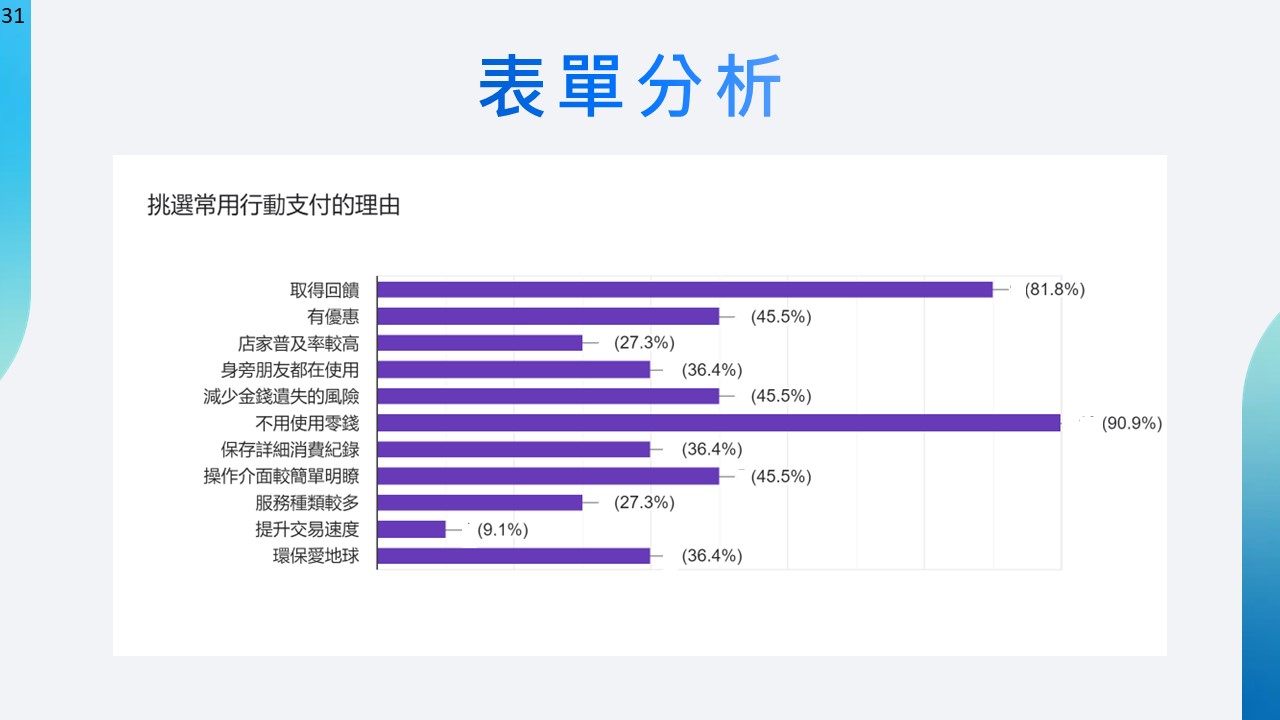 31
表單分析
挑選常用行動支付的理由
取得回饋 (81.8%)
有優惠 (45.5%)
店家普及率較高 (27.3%)
身旁朋友都在使用 (36.4%)
減少金錢遺失的風險 (45.5%)
不用使用零錢 (90.9%)
保存詳細消費紀錄 (36.4%)
操作介面較簡單明瞭 (45.5%)
服務種類較多 (27.3%)
提升交易速度 (9.1%)
環保愛地球 (36.4%)